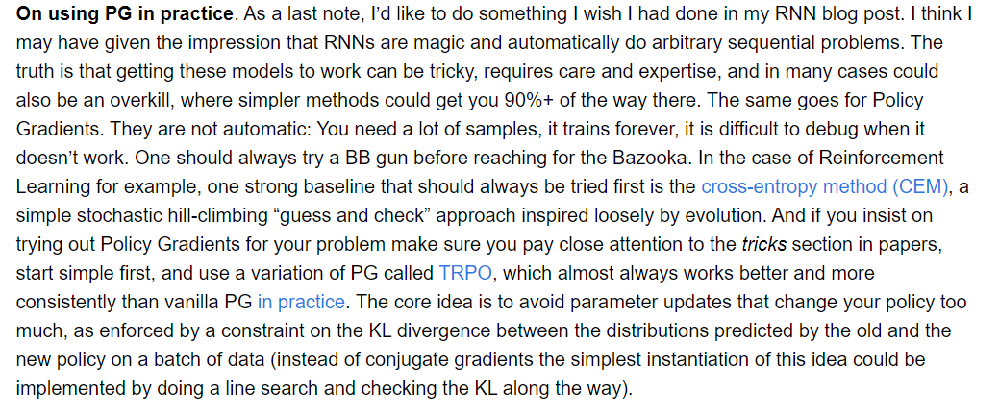 On using PG in practice. As a last note, I’d like to do something I wish I had done in my RNN blog post. I think I
may have given the impression that RNNs are magic and automatically do arbitrary sequential problems. The
truth is that getting these models to work can be tricky, requires care and expertise, and in many cases could
also be an overkill, where simpler methods could get you 90%+ of the way there. The same goes for Policy
Gradients. They are not automatic: You need a lot of samples, it trains forever, it is difficult to debug when it
doesn’t work. One should always try a BB gun before reaching for the Bazooka. In the case of Reinforcement
Learning for example, one strong baseline that should always be tried first is the cross-entropy method (CEM), a
simple stochastic hill-climbing “guess and check” approach inspired loosely by evolution. And if you insist on
trying out Policy Gradients for your problem make sure you pay close attention to the tricks section in papers,
start simple first, and use a variation of PG called TRPO, which almost always works better and more
consistently than vanilla PG in practice. The core idea is to avoid parameter updates that change your policy too
much, as enforced by a constraint on the KL divergence between the distributions predicted by the old and the
new policy on a batch of data (instead of conjugate gradients the simplest instantiation of this idea could be
implemented by doing a line search and checking the KL along the way).